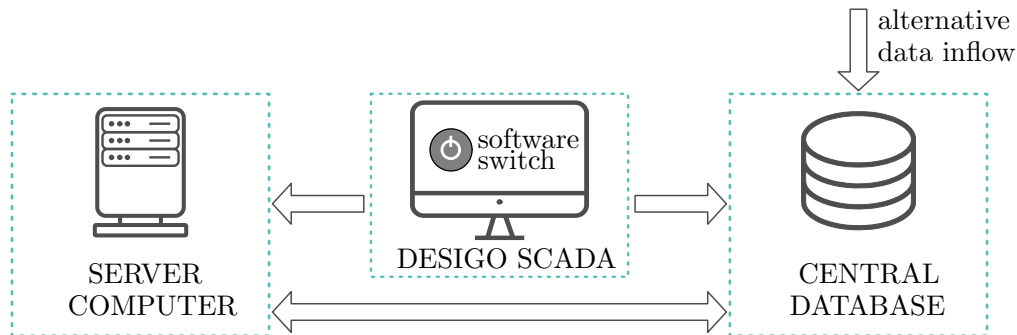 alternative
data inflow
software
switch
DESIGO SCADA
SERVER
COMPUTER
CENTRAL
DATABASE